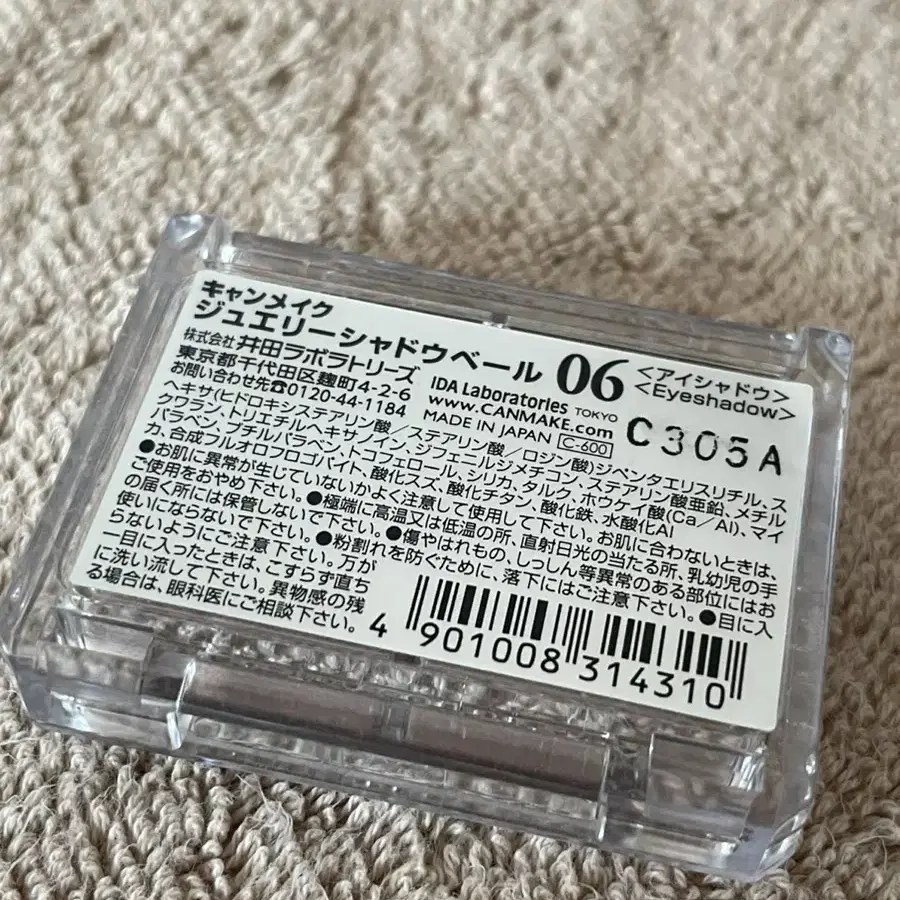 キャンメイク
ジュエリーシャドウベール 06 <アイシャドウ>
<Eyeshadow>
株式会社 井田ラボラトリーズ IDA Laboratories TOKYO
東京都千代田区麹町4-2-6 www.CANMAKE.com
お問い合わせ先☎0120-44-1184 MADE IN JAPAN C-600 C305A
ヘキサ(ヒドロキシステアリン酸/ステアリン酸/ロジン酸)ジペンタエリスリチル、ス
クワラン、トリエチルヘキサノイン、ジフェニルジメチコン、ステアリン酸亜鉛、メチル
パラベン、ブチルパラベン、トコフェロール、シリカ、タルク、ホウケイ酸(Ca/Al)、マイ
カ、合成フルオロフロゴパイト、酸化スズ、酸化チタン、酸化鉄、水酸化Al
●お肌に異常が生じていないかよく注意して使用して下さい。お肌に合わないときは、
ご使用をおやめ下さい。●極端に高温又は低温の所、直射日光の当たる所、乳幼児の手
の届く所には保管しないで下さい。●傷やはれもの、しっしん等異常のある部位にはお
使いにならないで下さい。●粉割れを防ぐために、落下にはご注意下さい。●目に入
らないようにご注意下さい。万が
一目に入ったときは、こすらず直ち
に洗い流して下さい。異物感の残
る場合は、眼科医にご相談下さい。
4 901008 314310